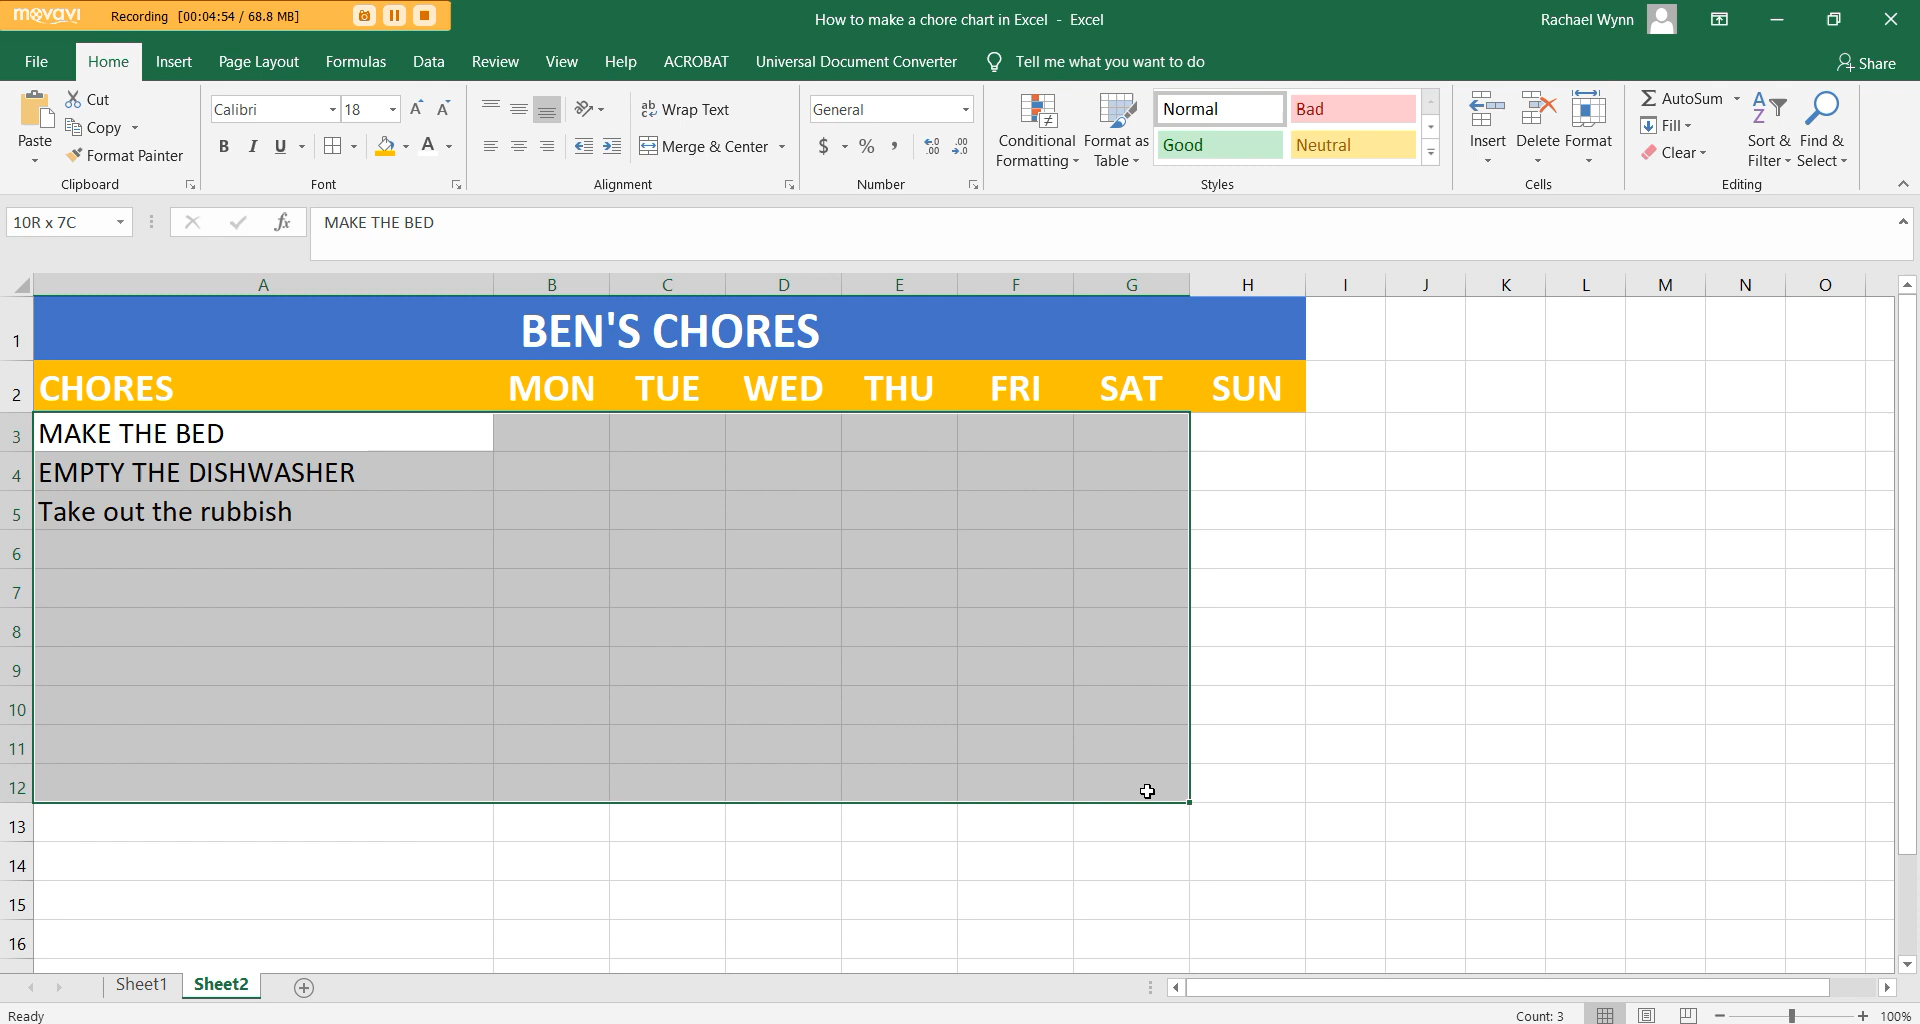 movavi Recording [00:04:54 / 68.8 MB] How to make a chore chart in Excel - Excel Rachael Wynn
File Home Insert Page Layout Formulas Data Review View Help ACROBAT Universal Document Converter Tell me what you want to do Share
Paste
Cut
Copy
Format Painter
Clipboard
Calibri 18 A A
B I U A
Font
ab Wrap Text
Merge & Center
Alignment
General
$ % ,
Number
Conditional Formatting
Format as Table
Normal Bad
Good Neutral
Styles
Insert Delete Format
Cells
AutoSum
Fill
Clear
Sort & Filter
Find & Select
Editing
10R x 7C fx MAKE THE BED
A B C D E F G H I J K L M N O
1 BEN'S CHORES
2 CHORES MON TUE WED THU FRI SAT SUN
3 MAKE THE BED
4 EMPTY THE DISHWASHER
5 Take out the rubbish
6
7
8
9
10
11
12
13
14
15
16
Sheet1 Sheet2
Ready Count: 3 100%